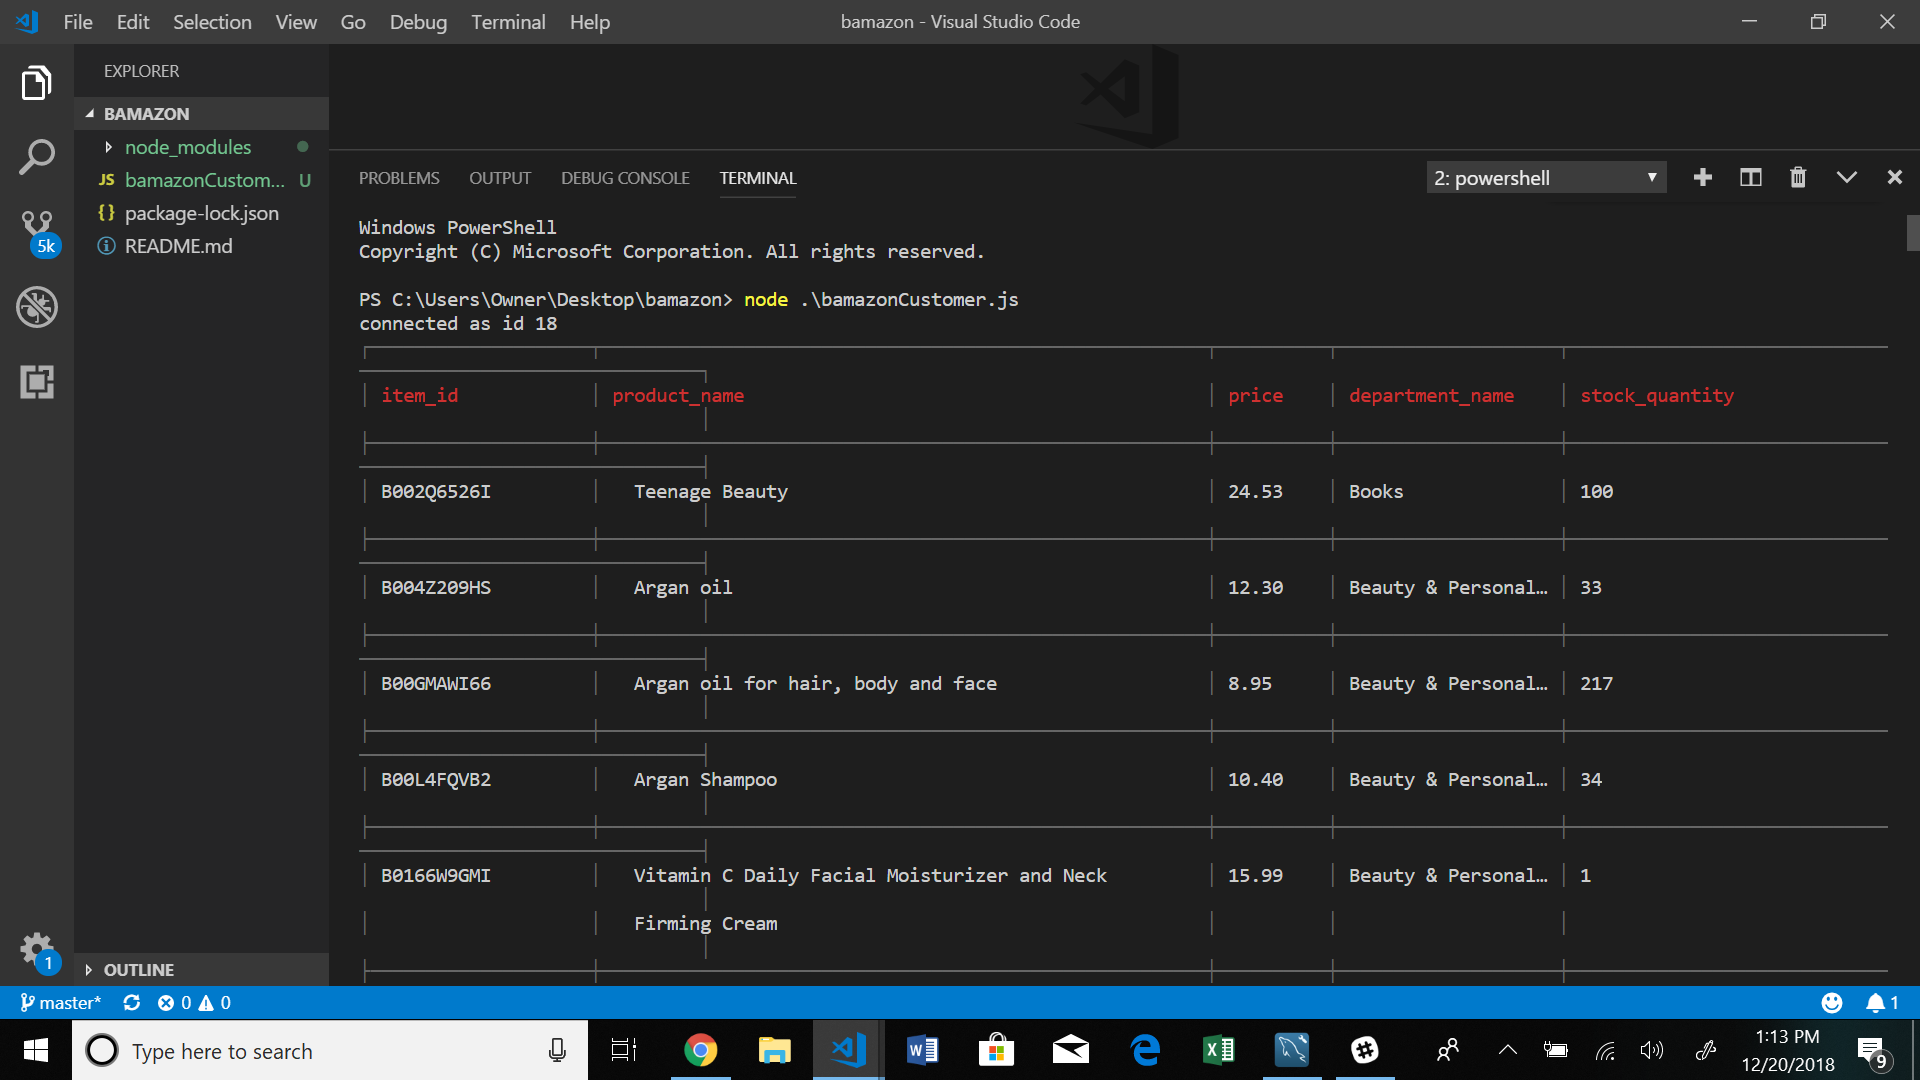 File Edit Selection View Go Debug Terminal Help
bamazon - Visual Studio Code
EXPLORER
BAMAZON
node_modules
JS bamazonCustom... U
{} package-lock.json
README.md
5k
1
OUTLINE
PROBLEMS OUTPUT DEBUG CONSOLE TERMINAL
2: powershell
Windows PowerShell
Copyright (C) Microsoft Corporation. All rights reserved.
PS C:\Users\Owner\Desktop\bamazon> node .\bamazonCustomer.js
connected as id 18
item_id product_name price department_name stock_quantity
B002Q6526I Teenage Beauty 24.53 Books 100
B004Z209HS Argan oil 12.30 Beauty & Personal… 33
B00GMAWI66 Argan oil for hair, body and face 8.95 Beauty & Personal… 217
B00L4FQVB2 Argan Shampoo 10.40 Beauty & Personal… 34
B0166W9GMI Vitamin C Daily Facial Moisturizer and Neck 15.99 Beauty & Personal… 1
Firming Cream
master* 0 0
1
Type here to search
1:13 PM
12/20/2018
9